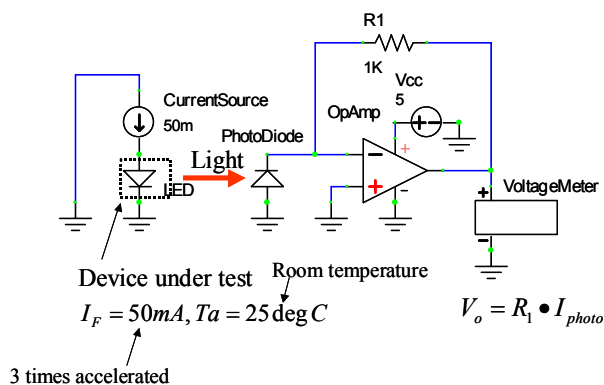 R1
1K
Vcc
5
CurrentSource
50m
OpAmp
PhotoDiode
Light
LED
VoltageMeter
Device under test
Room temperature
I_F = 50mA, Ta = 25 deg C
V_o = R_1 • I_photo
3 times accelerated